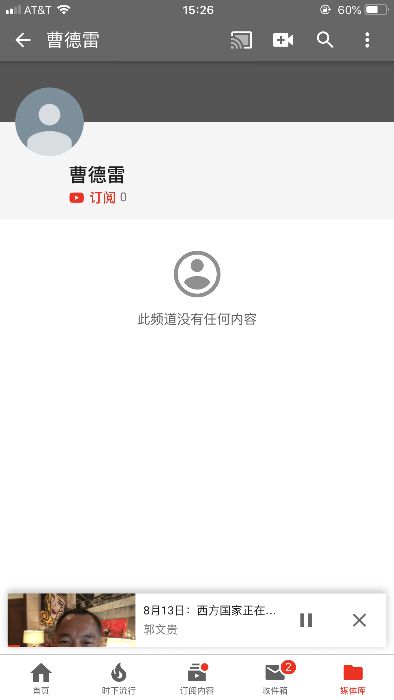 AT&T 15:26 60%
曹德雷
曹德雷
订阅 0
此频道没有任何内容
8月13日：西方国家正在...
郭文贵
2
首页 时下流行 订阅内容 收件箱 媒体库